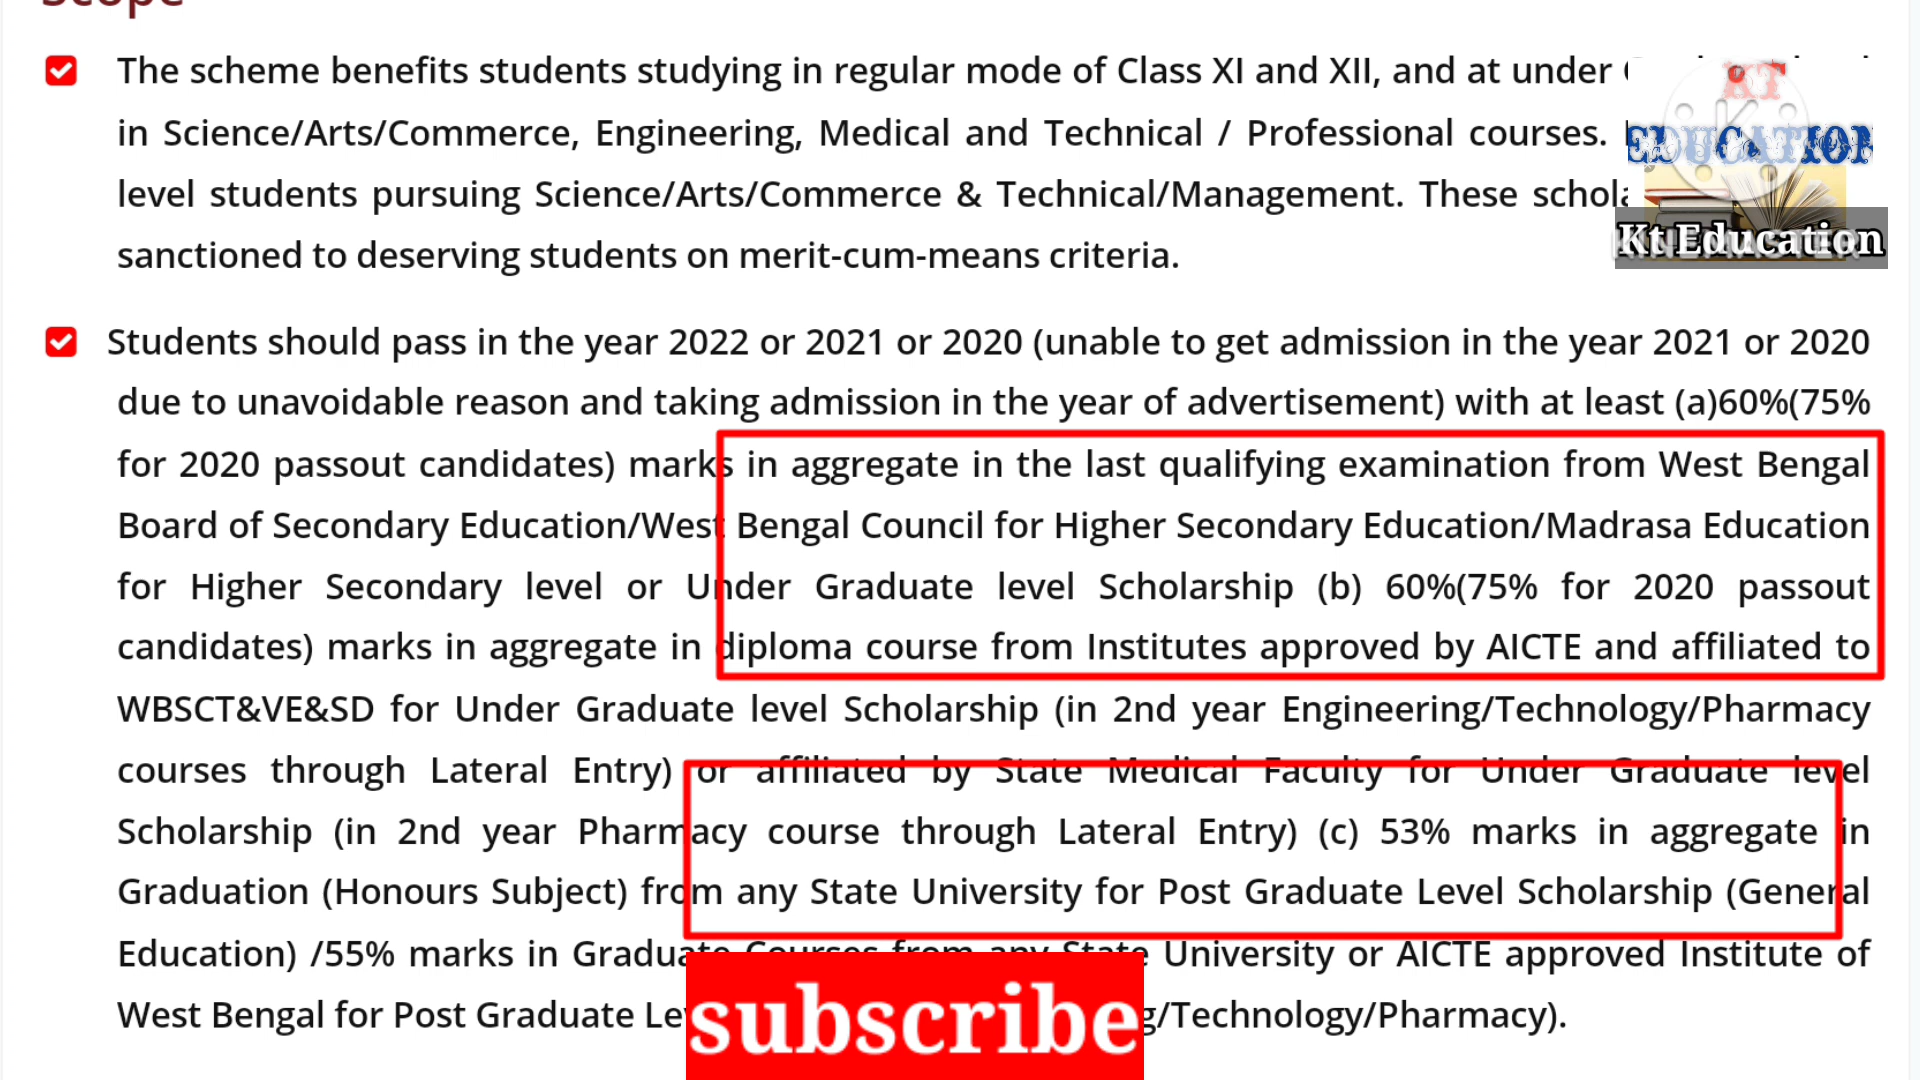 Scope
The scheme benefits students studying in regular mode of Class XI and XII, and at under
in Science/Arts/Commerce, Engineering, Medical and Technical / Professional courses.
level students pursuing Science/Arts/Commerce & Technical/Management. These
sanctioned to deserving students on merit-cum-means criteria.
KT
EDUCATION
Kt Education
Students should pass in the year 2022 or 2021 or 2020 (unable to get admission in the year 2021 or 2020
due to unavoidable reason and taking admission in the year of advertisement) with at least (a)60%(75%
for 2020 passout candidates) marks in aggregate in the last qualifying examination from West Bengal
Board of Secondary Education/West Bengal Council for Higher Secondary Education/Madrasa Education
for Higher Secondary level or Under Graduate level Scholarship (b) 60%(75% for 2020 passout
candidates) marks in aggregate in diploma course from Institutes approved by AICTE and affiliated to
WBSCT&VE&SD for Under Graduate level Scholarship (in 2nd year Engineering/Technology/Pharmacy
courses through Lateral Entry) or affiliated by State Medical Faculty for Under Graduate level
Scholarship (in 2nd year Pharmacy course through Lateral Entry) (c) 53% marks in aggregate in
Graduation (Honours Subject) from any State University for Post Graduate Level Scholarship (General
Education) /55% marks in Graduate Courses from any State University or AICTE approved Institute of
West Bengal for Post Graduate /Technology/Pharmacy).
subscribe